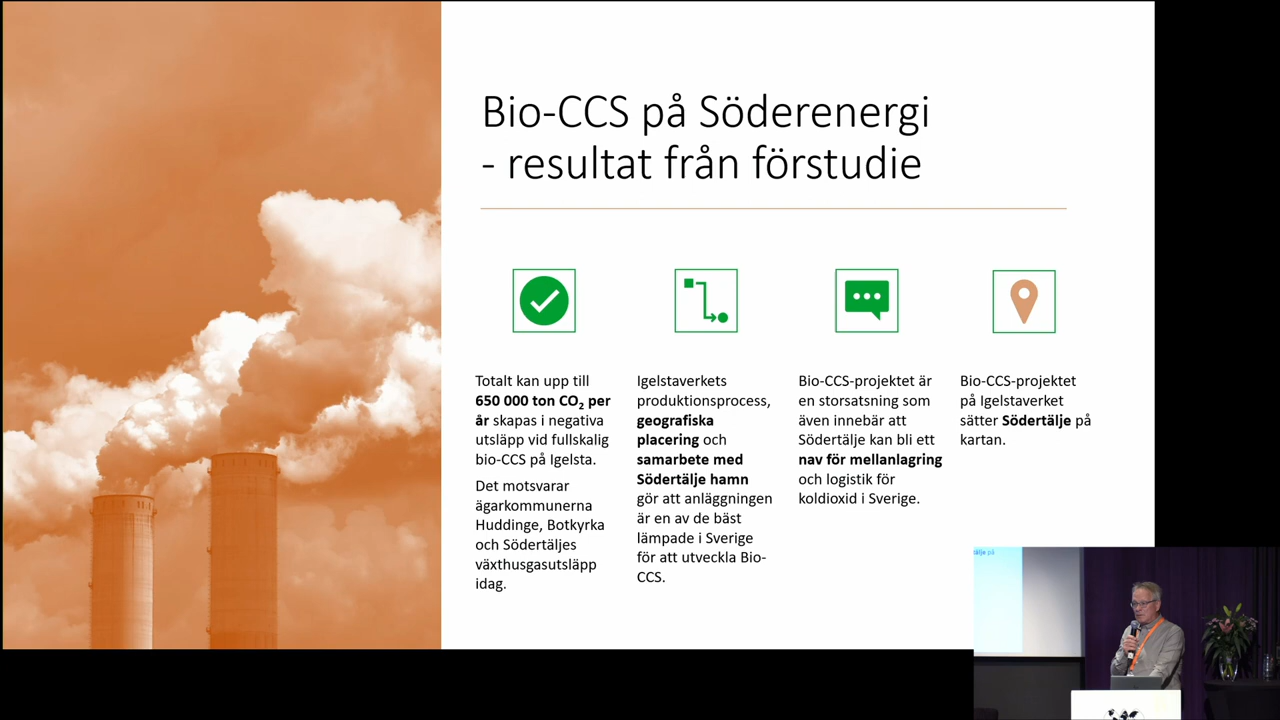 Bio-CCS på Söderenergi
- resultat från förstudie
Totalt kan upp till
650 000 ton CO₂ per
år skapas i negativa
utsläpp vid fullskalig
bio-CCS på Igelsta.
Det motsvarar
ägarkommunerna
Huddinge, Botkyrka
och Södertäljes
växthusgasutsläpp
idag.
Igelstaverkets
produktionsprocess,
geografiska
placering och
samarbete med
Södertälje hamn
gör att anläggningen
är en av de bäst
lämpade i Sverige
för att utveckla Bio-
CCS.
Bio-CCS-projektet är
en storsatsning som
även innebär att
Södertälje kan bli ett
nav för mellanlagring
och logistik för
koldioxid i Sverige.
Bio-CCS-projektet
på Igelstaverket
sätter Södertälje på
kartan.
tälje på